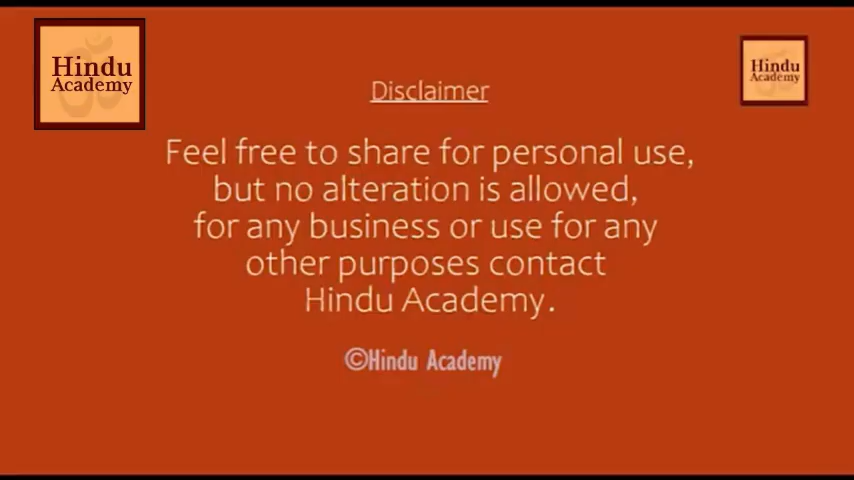 Hindu
Academy
Hindu
Academy
Disclaimer
Feel free to share for personal use,
but no alteration is allowed,
for any business or use for any
other purposes contact
Hindu Academy.
©Hindu Academy